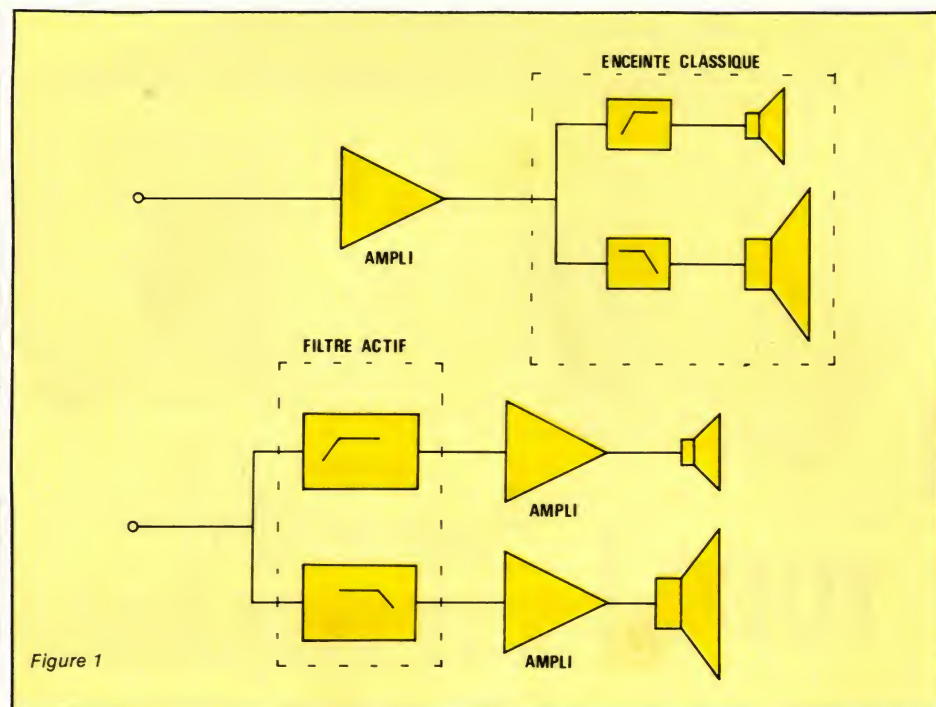 ENCEINTE CLASSIQUE
AMPLI
FILTRE ACTIF
AMPLI
AMPLI
Figure 1